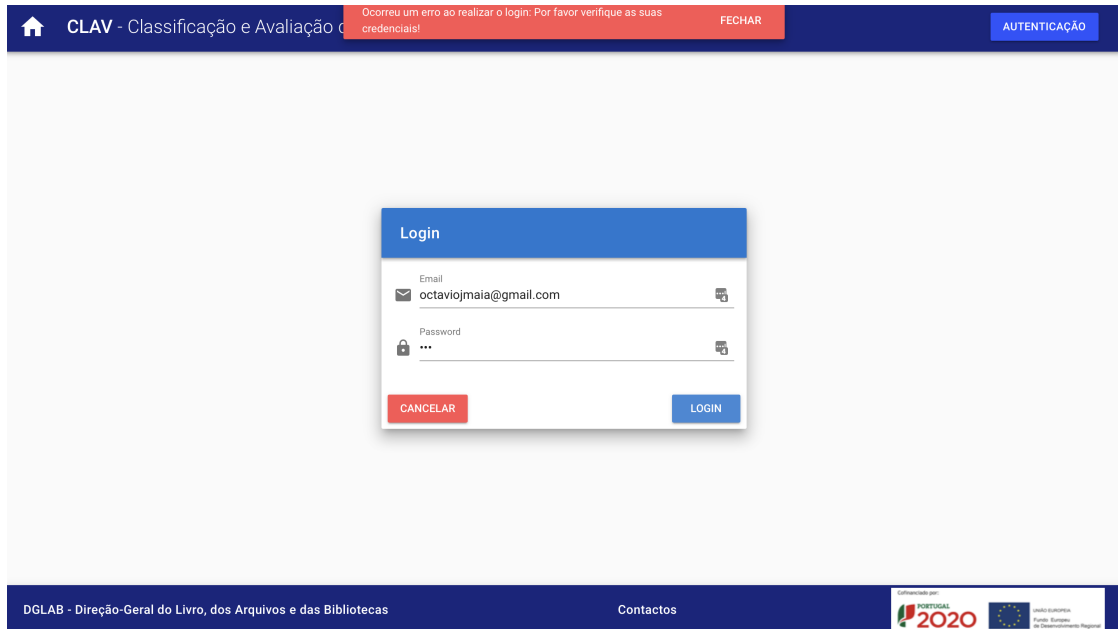 Ocorreu um erro ao realizar o login: Por favor verifique as suas
credenciais!
FECHAR
CLAV - Classificação e Avaliação
AUTENTICAÇÃO
Login
Email
octaviojmaia@gmail.com
Password
•••
CANCELAR
LOGIN
DGLAB - Direção-Geral do Livro, dos Arquivos e das Bibliotecas
Contactos
Cofinanciado por:
PORTUGAL
2020
UNIÃO EUROPEIA
Fundo Europeu
de Desenvolvimento Regional